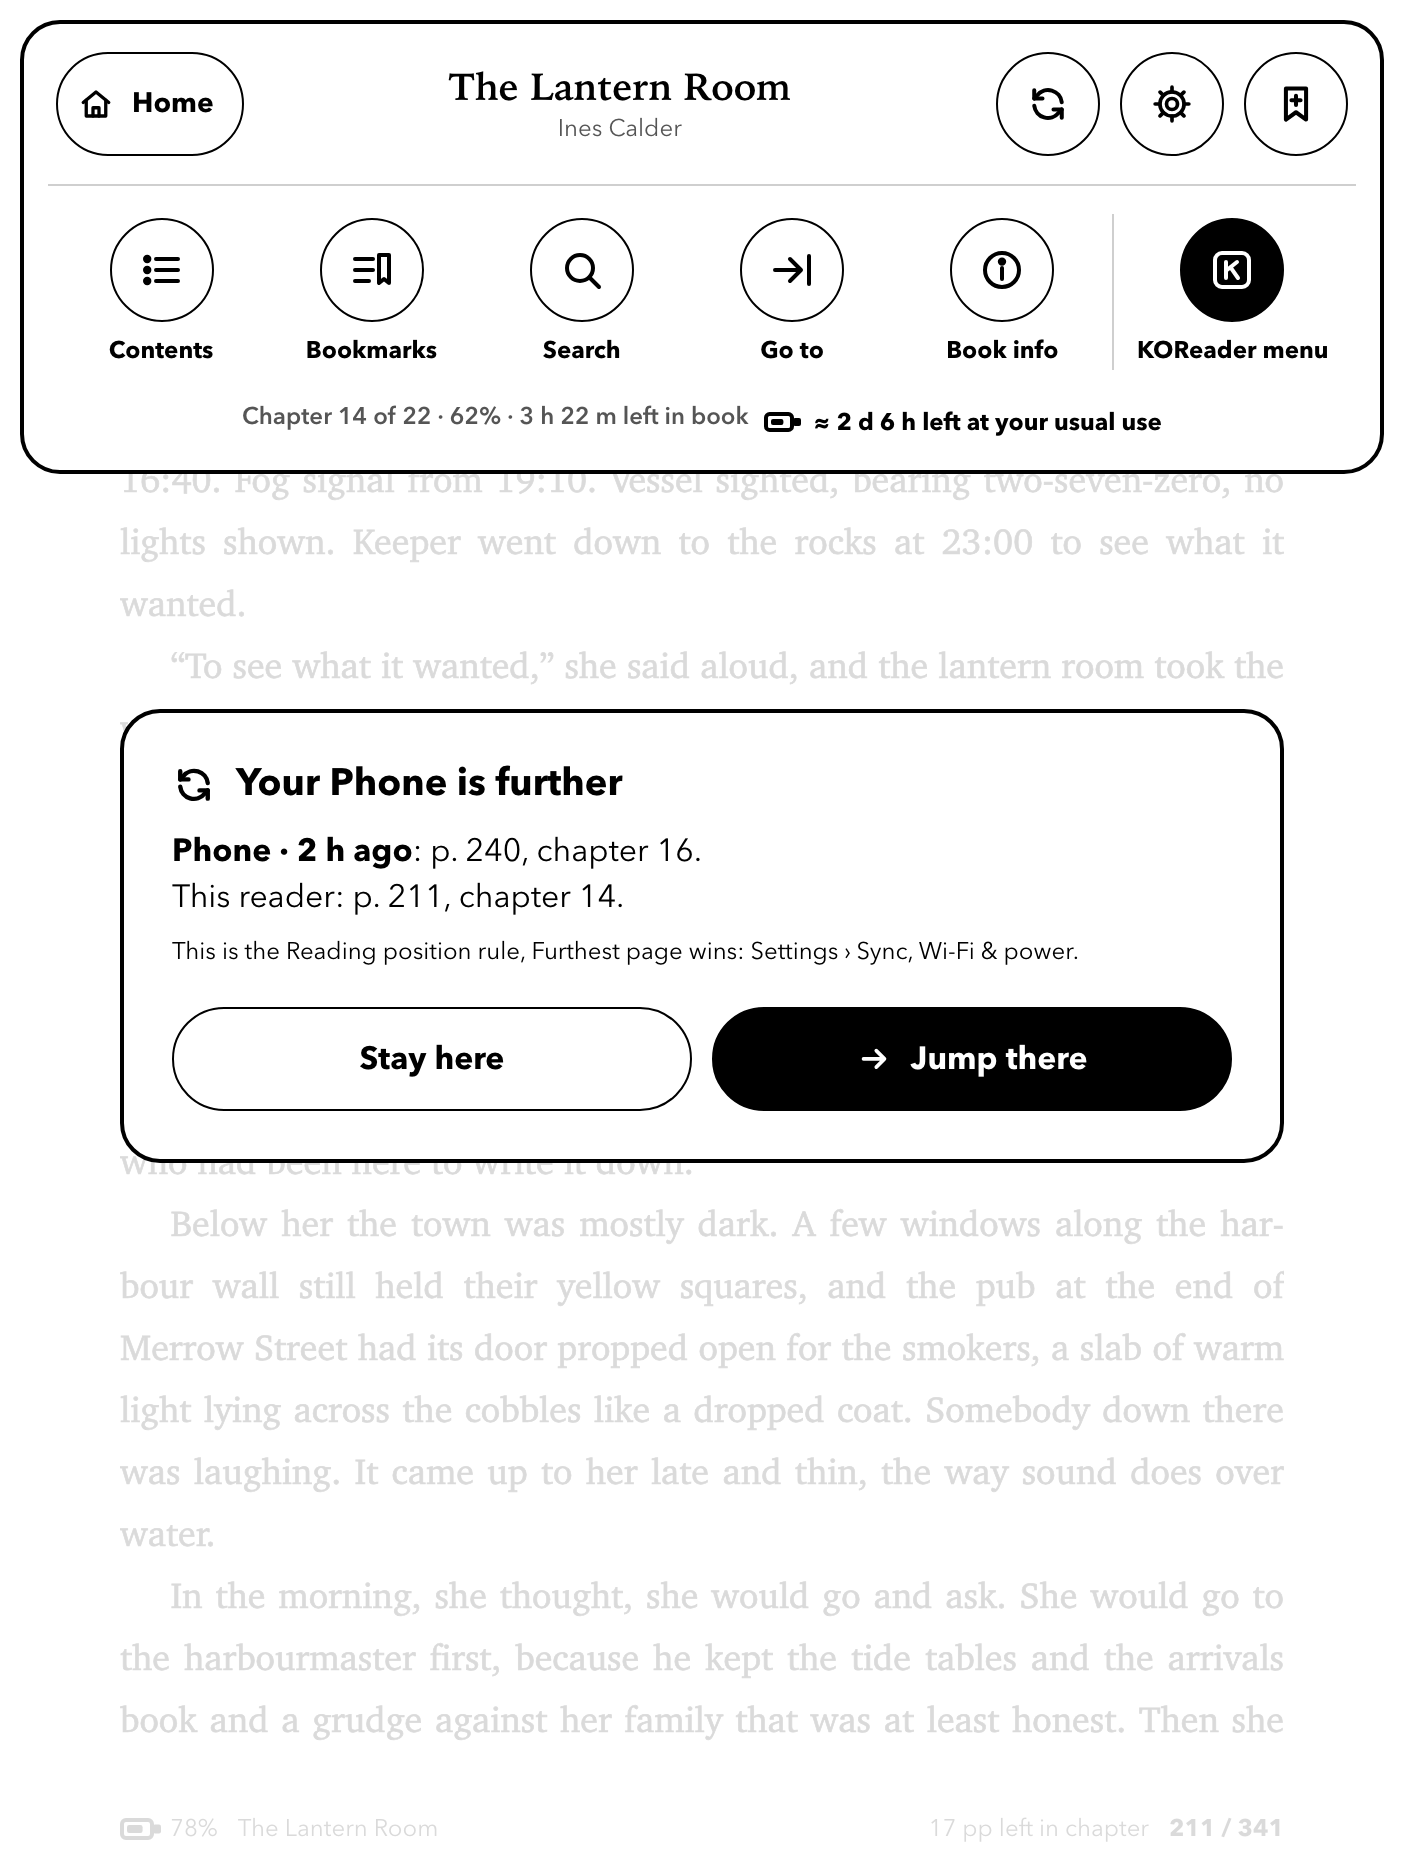 Home
The Lantern Room
Ines Calder
Contents
Bookmarks
Search
Go to
Book info
K
KOReader menu
Chapter 14 of 22 · 62% · 3 h 22 m left in book
≈ 2 d 6 h left at your usual use
16:40. Fog signal from 19:10. Vessel sighted, bearing two-seven-zero, no
lights shown. Keeper went down to the rocks at 23:00 to see what it
wanted.
“To see what it wanted,” she said aloud, and the lantern room took the
Your Phone is further
Phone · 2 h ago: p. 240, chapter 16.
This reader: p. 211, chapter 14.
This is the Reading position rule, Furthest page wins: Settings › Sync, Wi-Fi & power.
Stay here
Jump there
who had been here to write it down.
Below her the town was mostly dark. A few windows along the har-
bour wall still held their yellow squares, and the pub at the end of
Merrow Street had its door propped open for the smokers, a slab of warm
light lying across the cobbles like a dropped coat. Somebody down there
was laughing. It came up to her late and thin, the way sound does over
water.
In the morning, she thought, she would go and ask. She would go to
the harbourmaster first, because he kept the tide tables and the arrivals
book and a grudge against her family that was at least honest. Then she
78% The Lantern Room
17 pp left in chapter 211 / 341